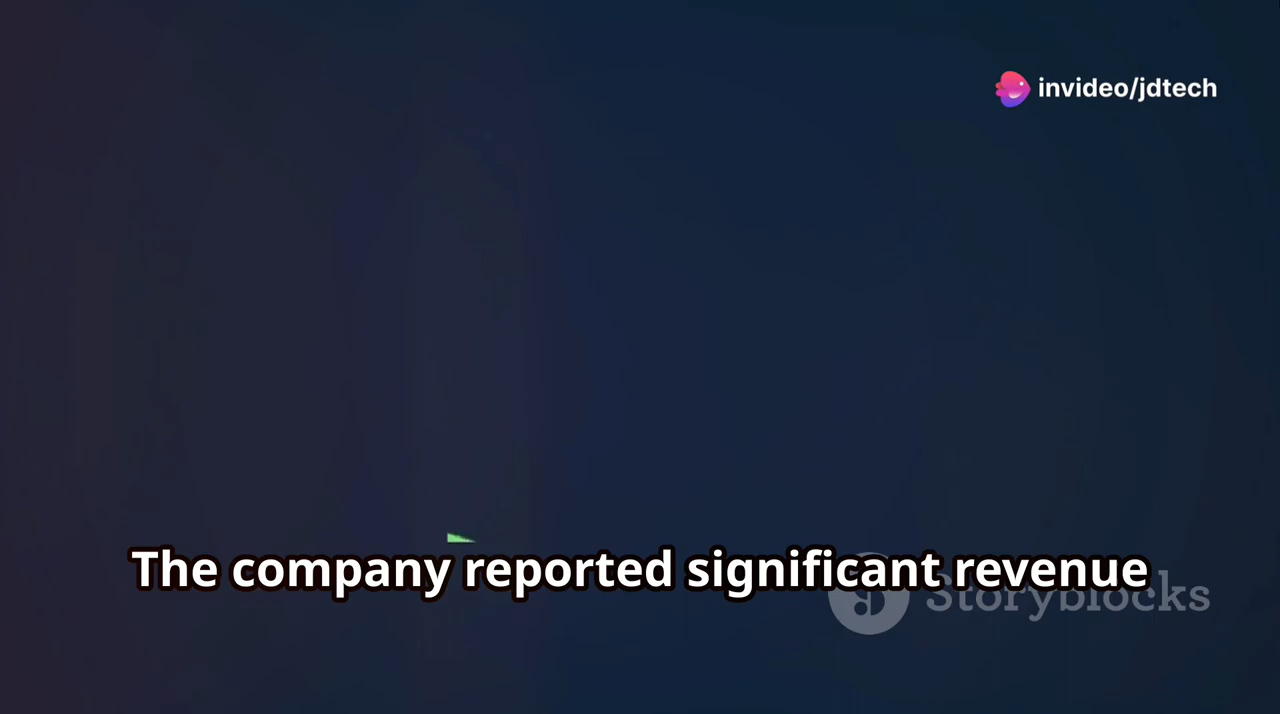 invideo/jdtech
The company reported significant revenue
Storyblocks